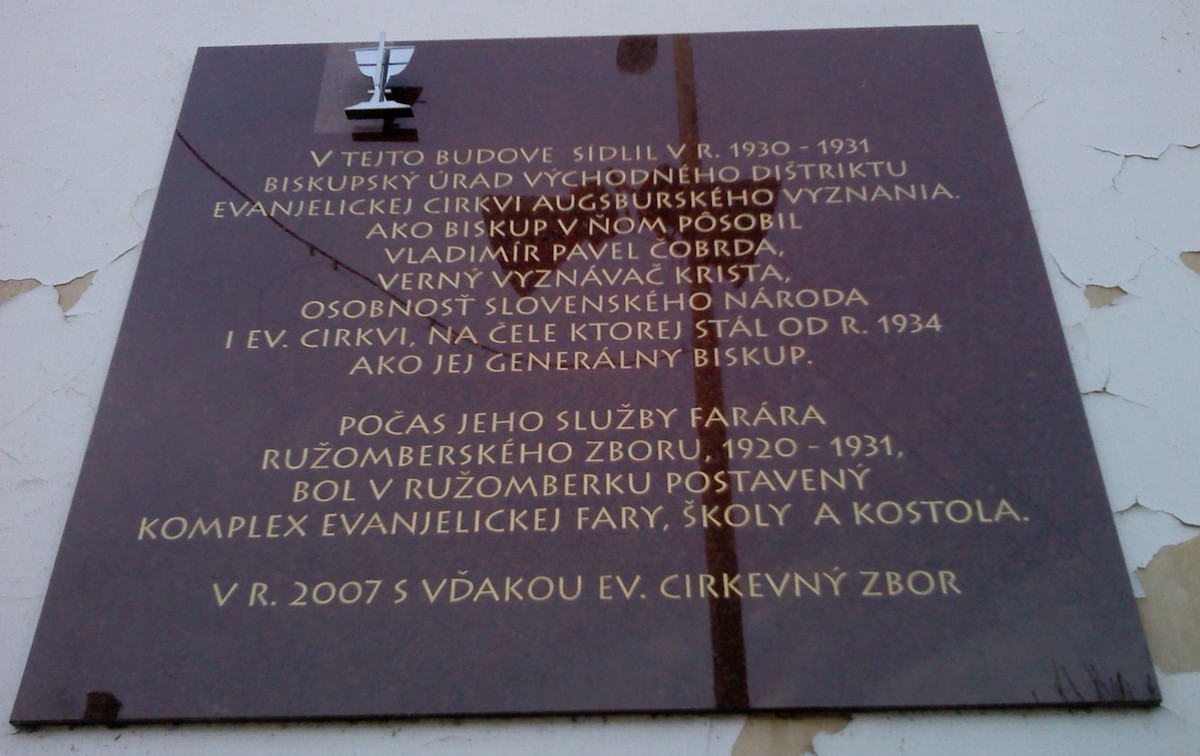 V TEJTO BUDOVE SÍDLIL V R. 1930 - 1931
BISKUPSKÝ ÚRAD VÝCHODNÉHO DIŠTRIKTU
EVANJELICKEJ CIRKVI AUGSBURSKÉHO VYZNANIA.
AKO BISKUP V ŇOM PÔSOBIL
VLADIMÍR PAVEL ČOBRDA,
VERNÝ VYZNÁVAČ KRISTA,
OSOBNOSŤ SLOVENSKÉHO NÁRODA
I EV. CIRKVI, NA ČELE KTOREJ STÁL OD R. 1934
AKO JEJ GENERÁLNY BISKUP.
POČAS JEHO SLUŽBY FARÁRA
RUŽOMBERSKÉHO ZBORU, 1920 - 1931,
BOL V RUŽOMBERKU POSTAVENÝ
KOMPLEX EVANJELICKEJ FARY, ŠKOLY A KOSTOLA.
V R. 2007 S VĎAKOU EV. CIRKEVNÝ ZBOR